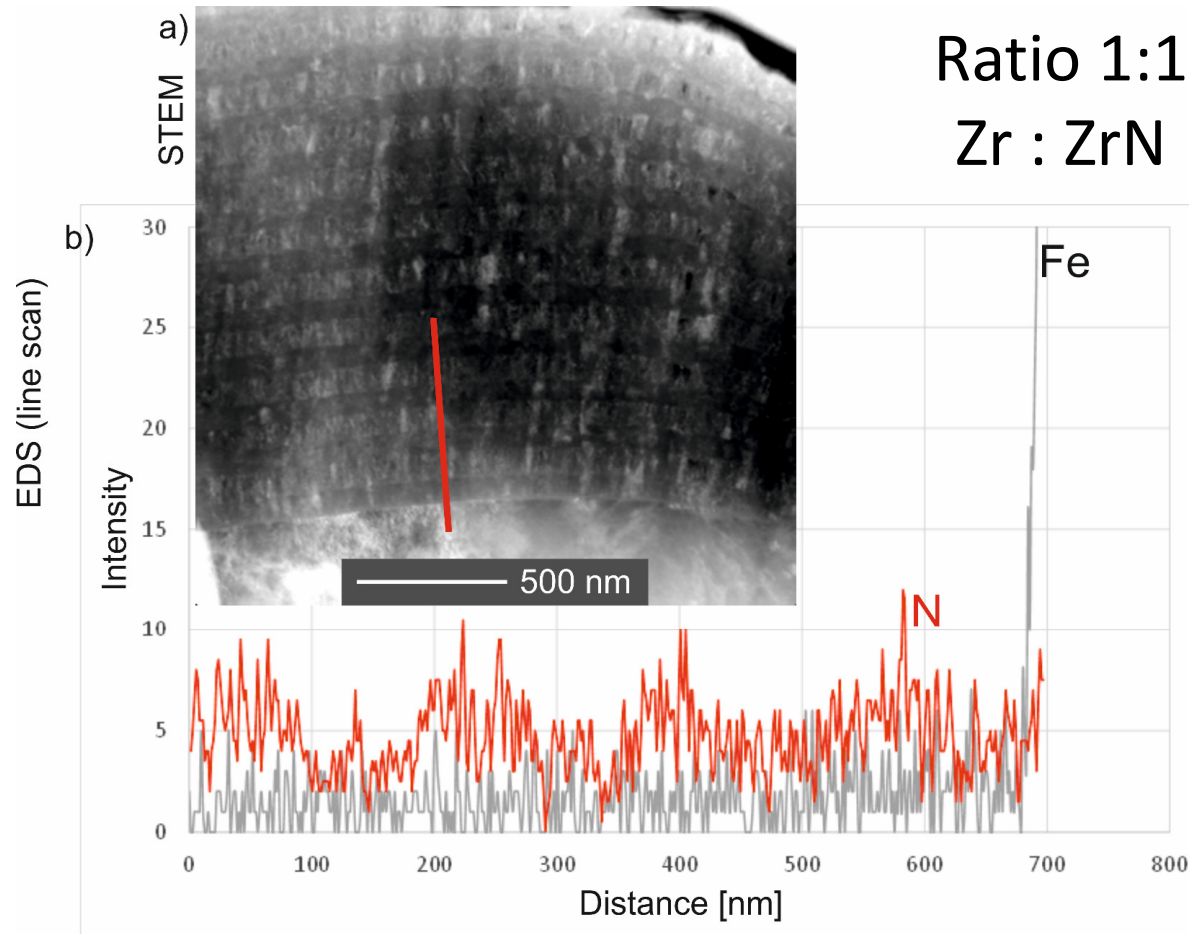 a)
STEM
Ratio 1:1
Zr : ZrN
500 nm
b)
EDS (line scan)
Intensity
30
25
20
15
10
5
0
Fe
N
0 100 200 300 400 500 600 700 800
Distance [nm]